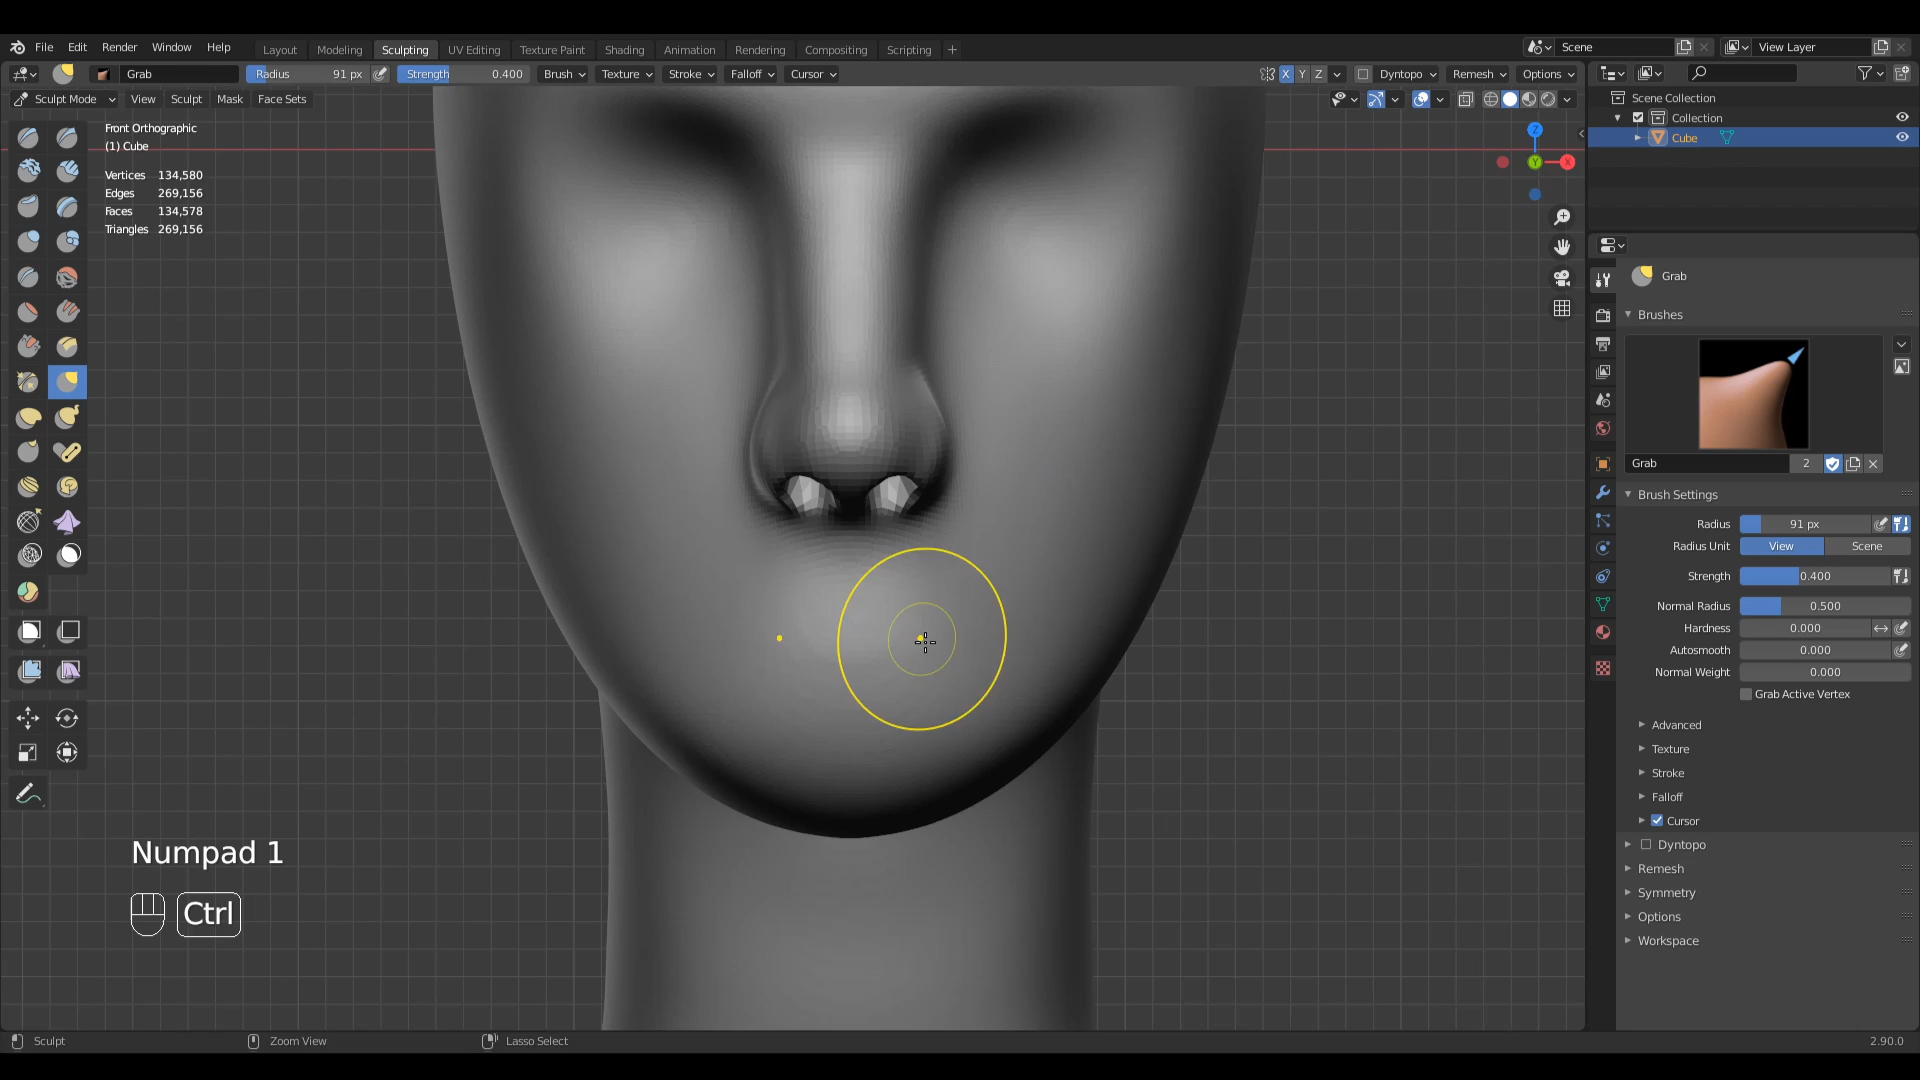 File Edit Render Window Help Layout Modeling Sculpting UV Editing Texture Paint Shading Animation Rendering Compositing Scripting + Scene View Layer
Grab Radius 91 px Strength 0.400 Brush Texture Stroke Falloff Cursor X Y Z Dyntopo Remesh Options
Sculpt Mode View Sculpt Mask Face Sets
Front Orthographic
(1) Cube
Vertices 134,580
Edges 269,156
Faces 134,578
Triangles 269,156
Z
Y
X
Scene Collection
Collection
Cube
Grab
Brushes
Grab 2
Brush Settings
Radius 91 px
Radius Unit View Scene
Strength 0.400
Normal Radius 0.500
Hardness 0.000
Autosmooth 0.000
Normal Weight 0.000
Grab Active Vertex
Advanced
Texture
Stroke
Falloff
Cursor
Dyntopo
Remesh
Symmetry
Options
Workspace
Numpad 1
Ctrl
Sculpt Zoom View Lasso Select 2.90.0